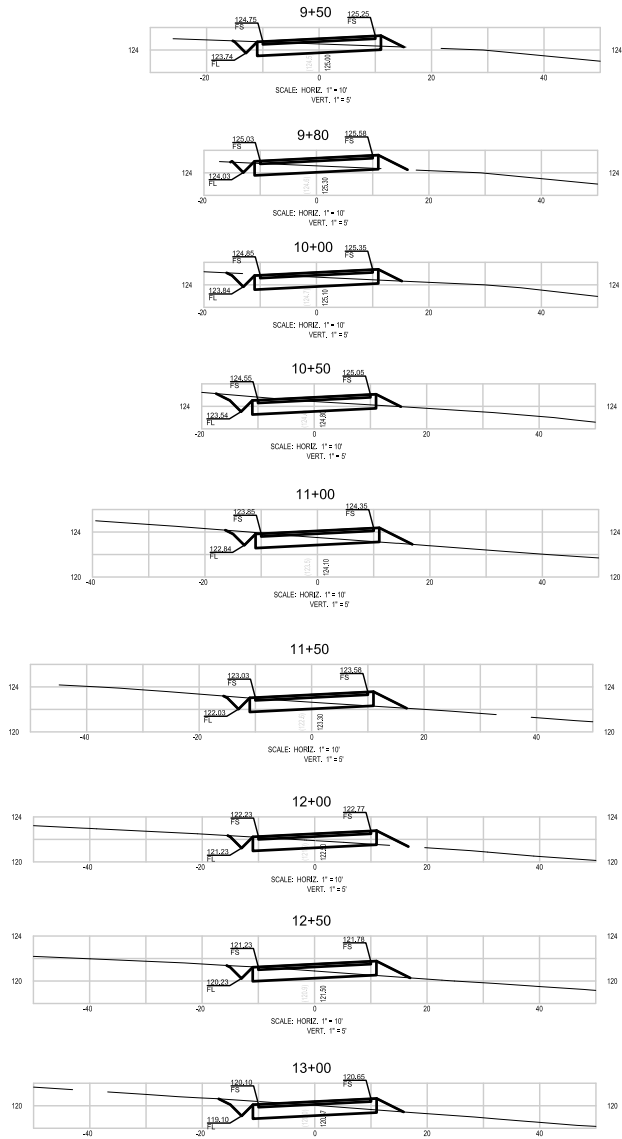 9+50
124.75
FS
125.25
FS
124
124
123.74
FL
125.00
-20
0
20
40
SCALE: HORIZ. 1" = 10'
VERT. 1" = 5'
9+80
125.03
FS
125.58
FS
124
124
124.03
FL
125.30
-20
0
20
40
SCALE: HORIZ. 1" = 10'
VERT. 1" = 5'
10+00
124.85
FS
125.35
FS
124
124
123.84
FL
125.10
-20
0
20
40
SCALE: HORIZ. 1" = 10'
VERT. 1" = 5'
10+50
124.55
FS
125.05
FS
124
124
123.54
FL
124.80
-20
0
20
40
SCALE: HORIZ. 1" = 10'
VERT. 1" = 5'
11+00
123.85
FS
124.35
FS
124
124
122.84
FL
124.10
120
120
-40
-20
0
20
40
SCALE: HORIZ. 1" = 10'
VERT. 1" = 5'
11+50
123.03
FS
123.58
FS
124
124
122.03
FL
123.30
120
120
-40
-20
0
20
40
SCALE: HORIZ. 1" = 10'
VERT. 1" = 5'
12+00
122.23
FS
122.77
FS
124
124
121.23
FL
120
120
-40
-20
0
20
40
SCALE: HORIZ. 1" = 10'
VERT. 1" = 5'
12+50
121.23
FS
121.78
FS
124
124
120.23
FL
121.50
120
120
-40
-20
0
20
40
SCALE: HORIZ. 1" = 10'
VERT. 1" = 5'
13+00
120.10
FS
120.65
FS
120
120
119.10
FL